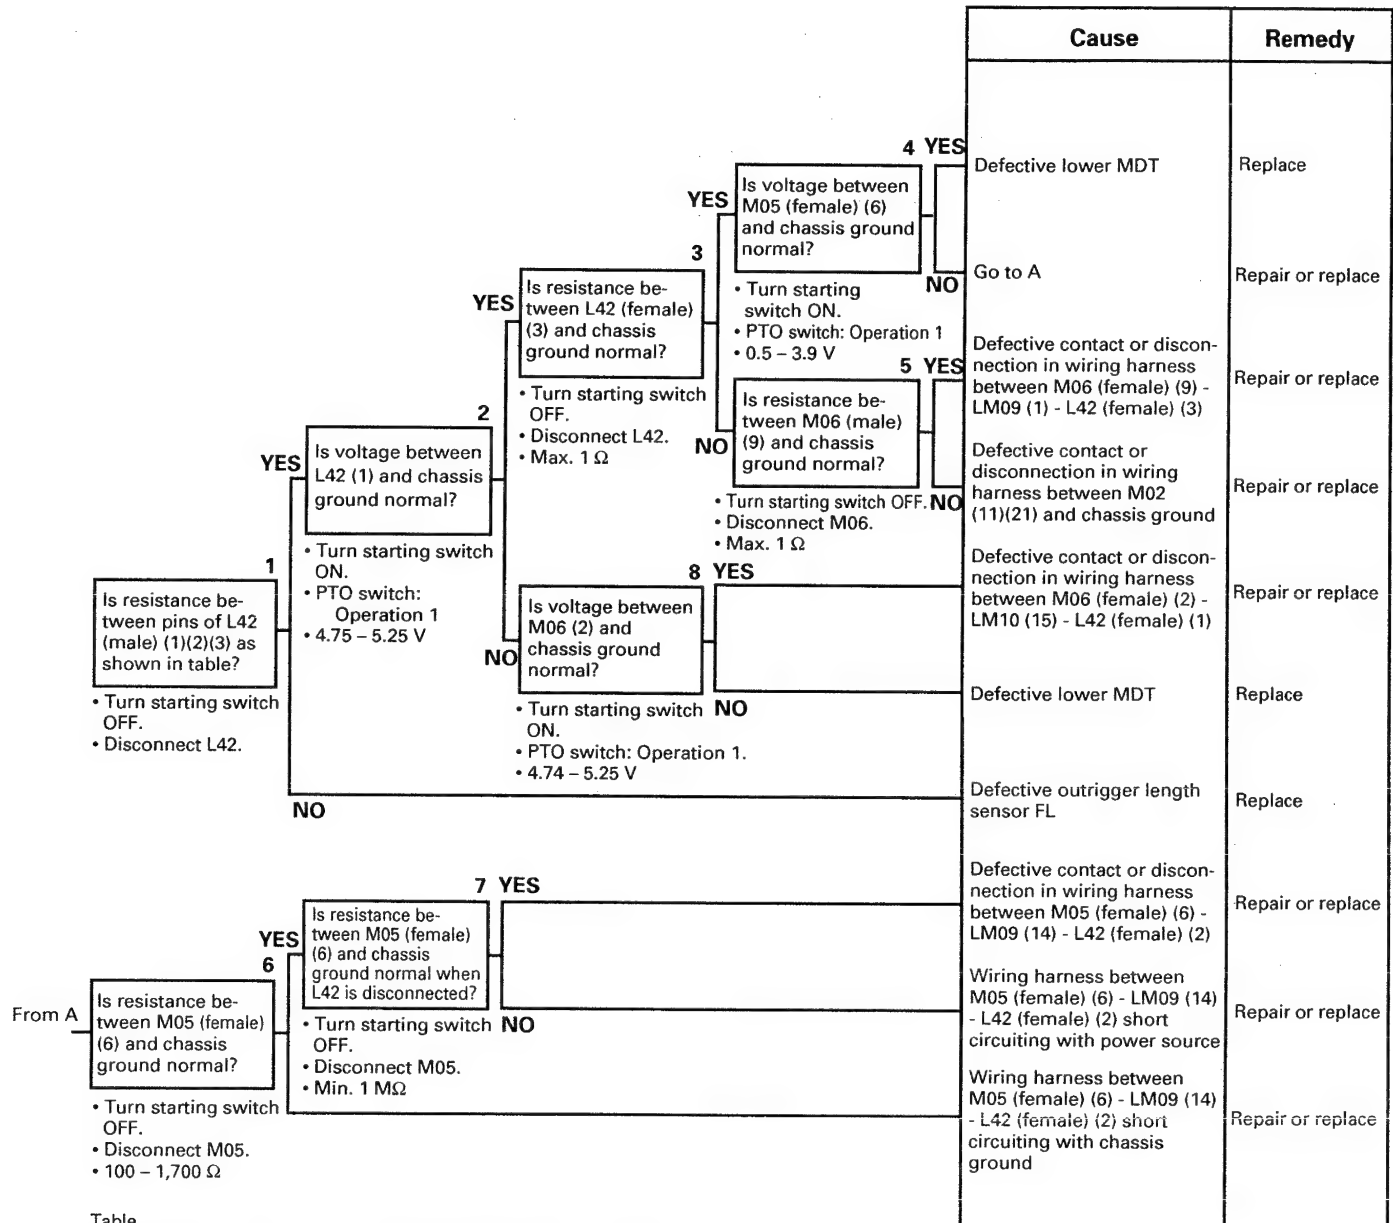 Cause
Remedy
4 YES
Is voltage between
M05 (female) (6)
and chassis ground
normal?
• Turn starting
switch ON.
• PTO switch: Operation 1
• 0.5 – 3.9 V
Defective lower MDT
Replace
NO
Go to A
Repair or replace
YES
3
Is resistance be-
tween L42 (female)
(3) and chassis
ground normal?
• Turn starting switch
OFF.
• Disconnect L42.
• Max. 1 Ω
5 YES
NO
Is resistance be-
tween M06 (male)
(9) and chassis
ground normal?
• Turn starting switch OFF.
• Disconnect M06.
• Max. 1 Ω
NO
Defective contact or discon-
nection in wiring harness
between M06 (female) (9) -
LM09 (1) - L42 (female) (3)
Repair or replace
Defective contact or
disconnection in wiring
harness between M02
(11)(21) and chassis ground
Repair or replace
YES
2
Is voltage between
L42 (1) and chassis
ground normal?
• Turn starting switch
ON.
• PTO switch:
Operation 1
• 4.75 – 5.25 V
YES
NO
8 YES
Is voltage between
M06 (2) and
chassis ground
normal?
• Turn starting switch
ON.
• PTO switch: Operation 1.
• 4.74 – 5.25 V
NO
Defective contact or discon-
nection in wiring harness
between M06 (female) (2) -
LM10 (15) - L42 (female) (1)
Repair or replace
Defective lower MDT
Replace
1
Is resistance be-
tween pins of L42
(male) (1)(2)(3) as
shown in table?
• Turn starting switch
OFF.
• Disconnect L42.
NO
Defective outrigger length
sensor FL
Replace
7 YES
Is resistance be-
tween M05 (female)
(6) and chassis
ground normal when
L42 is disconnected?
• Turn starting switch
OFF.
• Disconnect M05.
• Min. 1 MΩ
NO
Defective contact or discon-
nection in wiring harness
between M05 (female) (6) -
LM09 (14) - L42 (female) (2)
Repair or replace
Wiring harness between
M05 (female) (6) - LM09 (14)
- L42 (female) (2) short
circuiting with power source
Repair or replace
YES
6
From A
Is resistance be-
tween M05 (female)
(6) and chassis
ground normal?
• Turn starting switch
OFF.
• Disconnect M05.
• 100 – 1,700 Ω
Wiring harness between
M05 (female) (6) - LM09 (14)
- L42 (female) (2) short
circuiting with chassis
ground
Repair or replace
Table